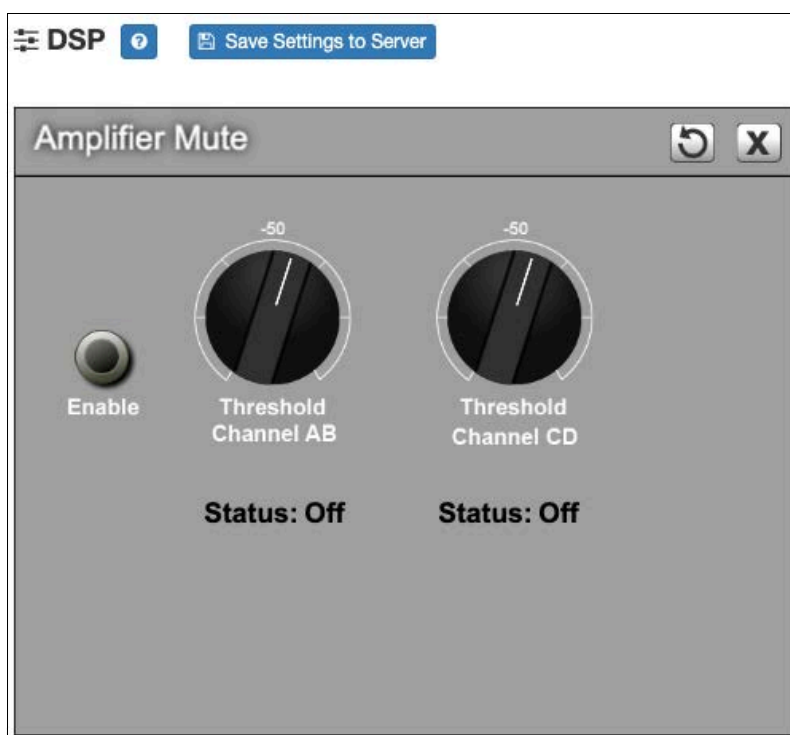 DSP ? Save Settings to Server
Amplifier Mute X
-50 -50
Enable Threshold Threshold
Channel AB Channel CD
Status: Off Status: Off